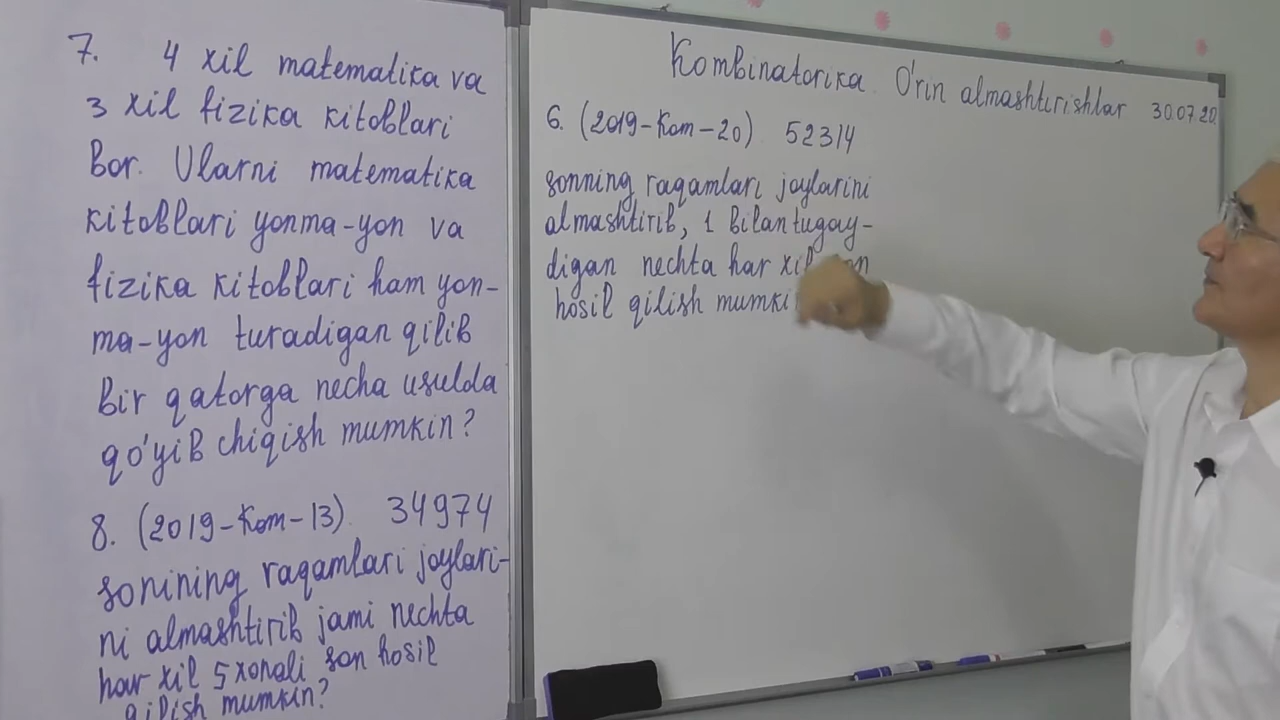 7. 4 xil matematika va
3 xil fizika kitoblari
Bor. Ularni matematika
kitoblari yonma-yon va
fizika kitoblari ham yon-
ma-yon turadigan qilib
Bir qatorga necha usulda
qo'yib chiqish mumkin?
8. (2019-Kom-13). 34974
sonining raqamlari joylari-
ni almashtirib jami nechta
har xil 5 xonali son hosil
qilish mumkin?
Kombinatorika. O'rin almashtirishlar 30.07.20.
6. (2019-Kom-20). 52314
sonning raqamlari joylarini
almashtirib, 1 bilan tugay-
digan nechta har xil
hosil qilish